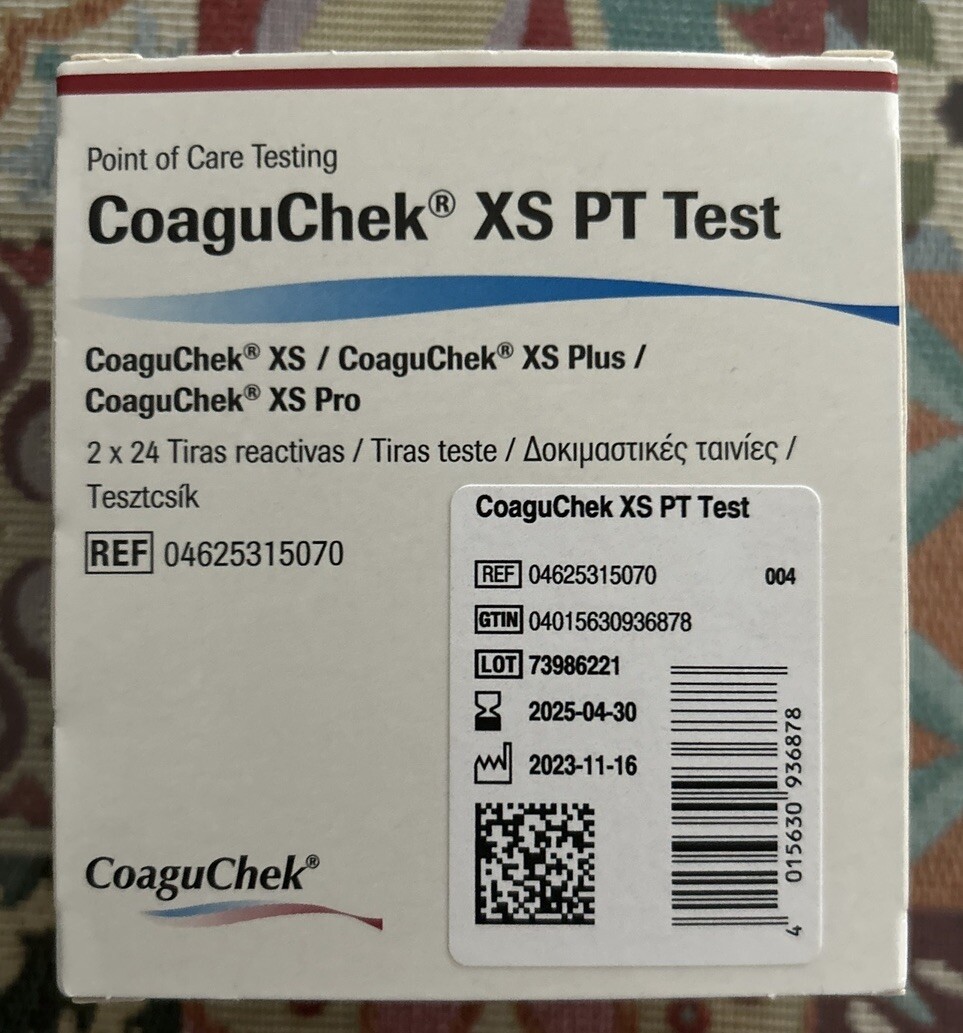 Point of Care Testing
CoaguChek® XS PT Test
CoaguChek® XS / CoaguChek® XS Plus /
CoaguChek® XS Pro
2 x 24 Tiras reactivas / Tiras teste / Δοκιμαστικές ταινίες /
Tesztcsík
REF 04625315070
CoaguChek XS PT Test
REF 04625315070 004
GTIN 04015630936878
LOT 73986221
2025-04-30
2023-11-16
4 015630 936878
CoaguChek®